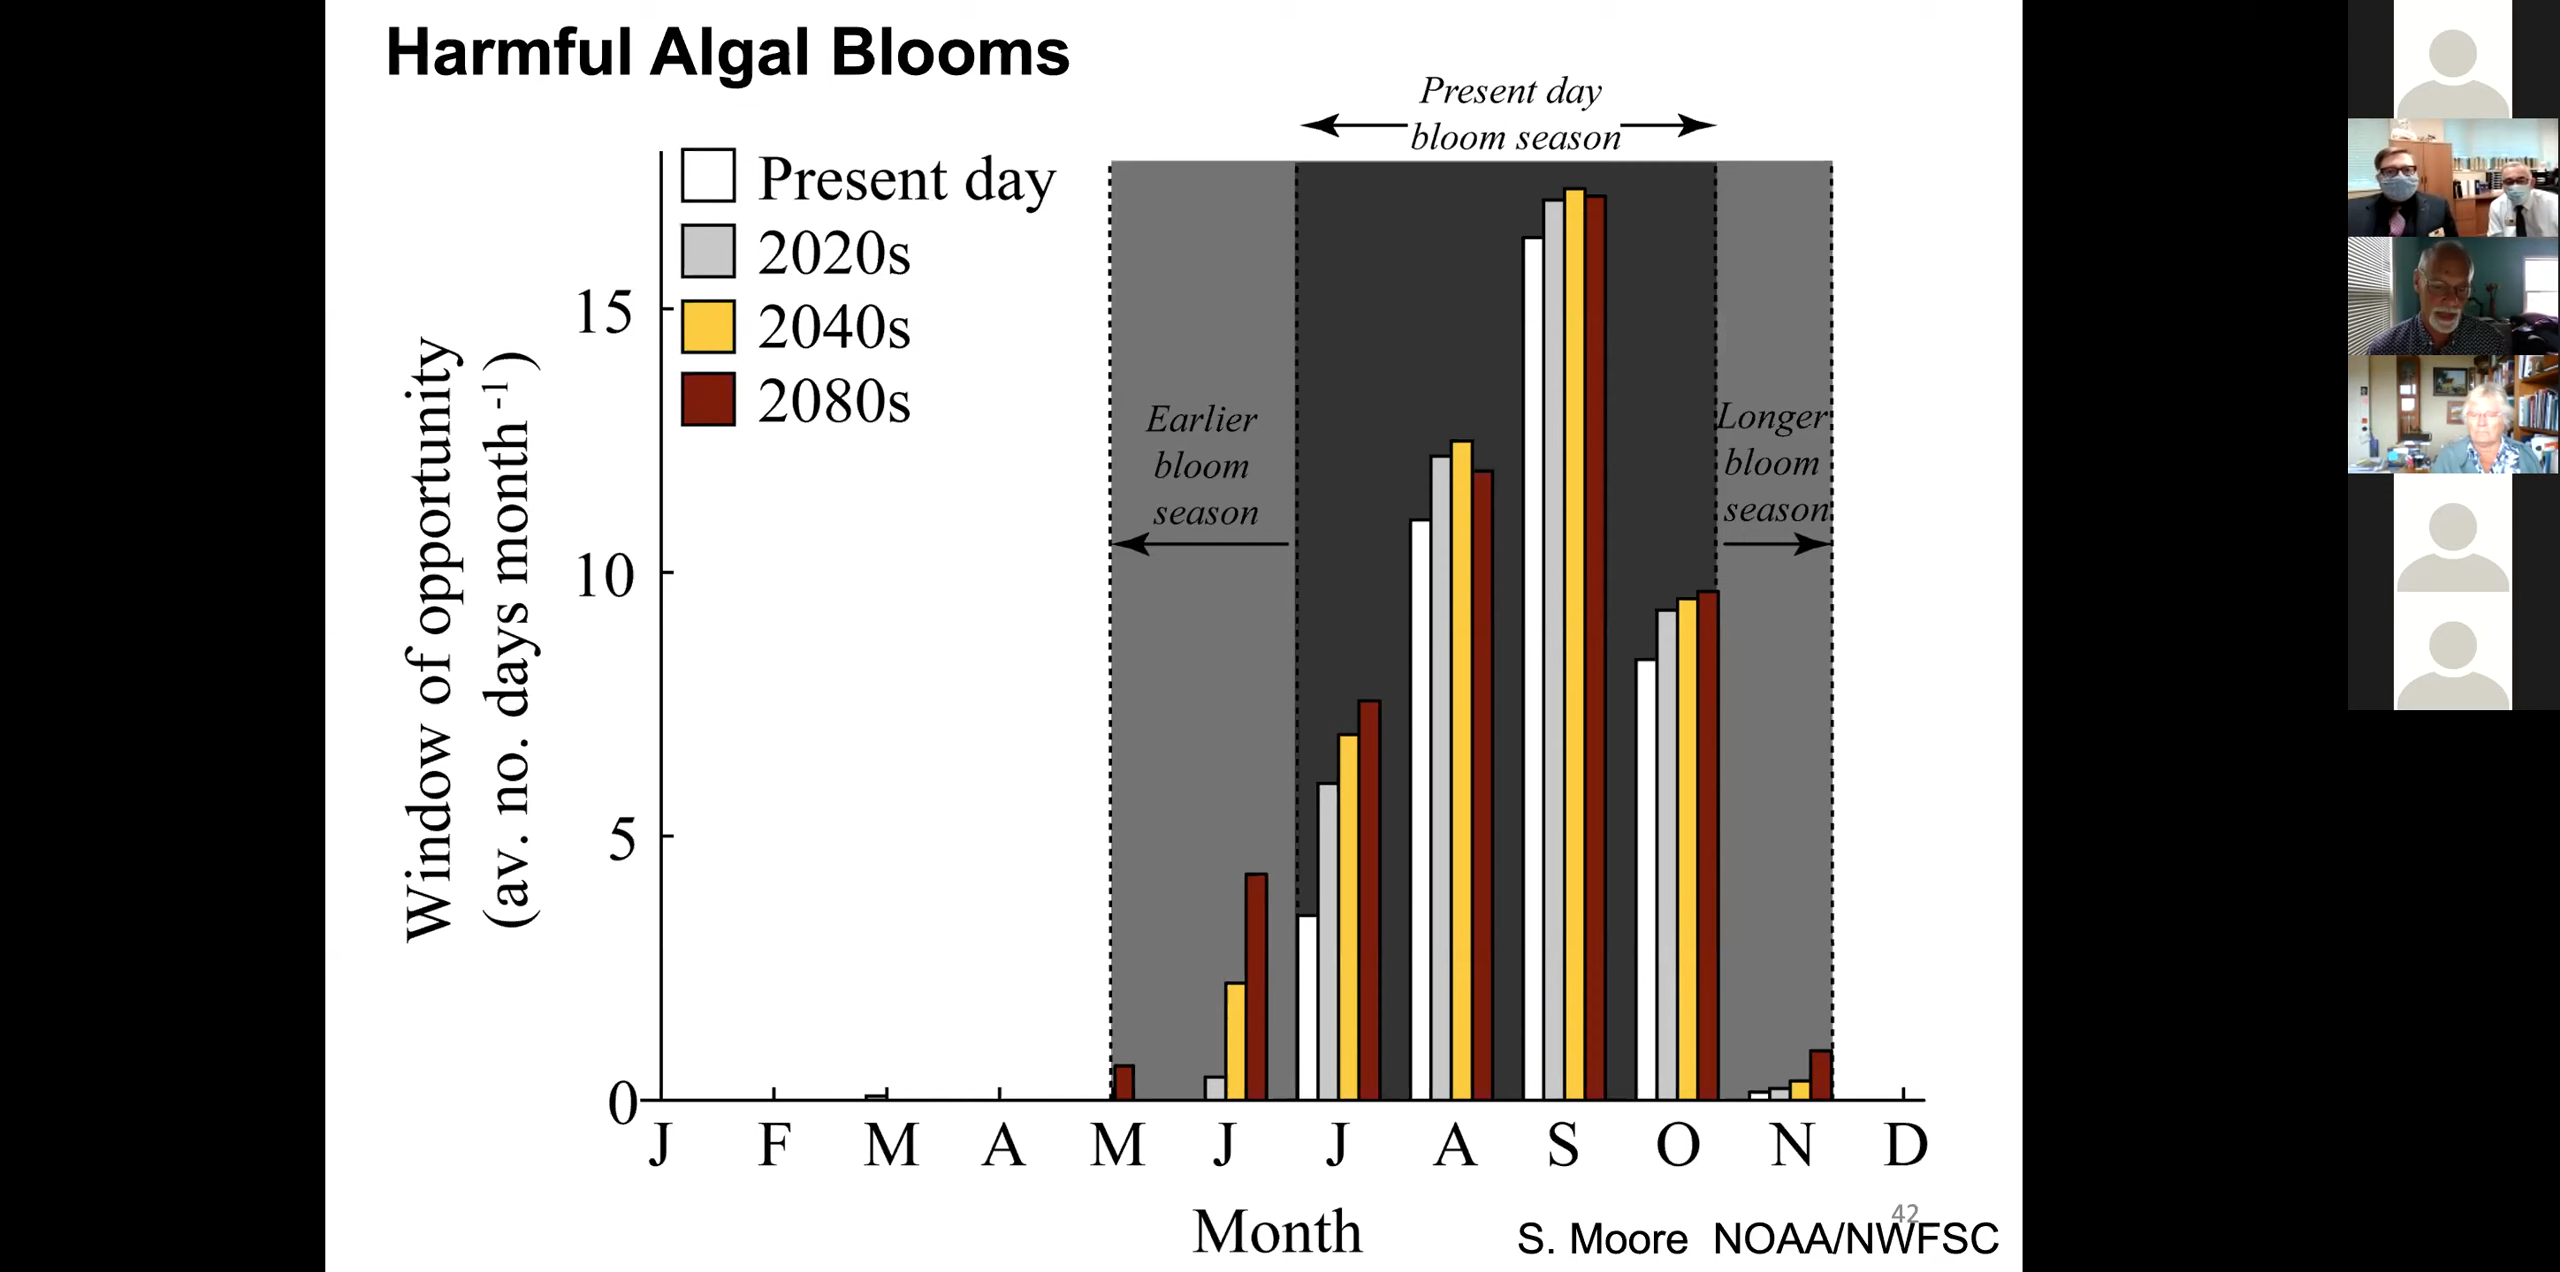 Harmful Algal Blooms
Present day
bloom season
Present day
2020s
2040s
2080s
Window of opportunity
(av. no. days month -1)
15
10
5
0
Earlier
bloom
season
Longer
bloom
season
J F M A M J J A S O N D
Month
42
S. Moore NOAA/NWFSC